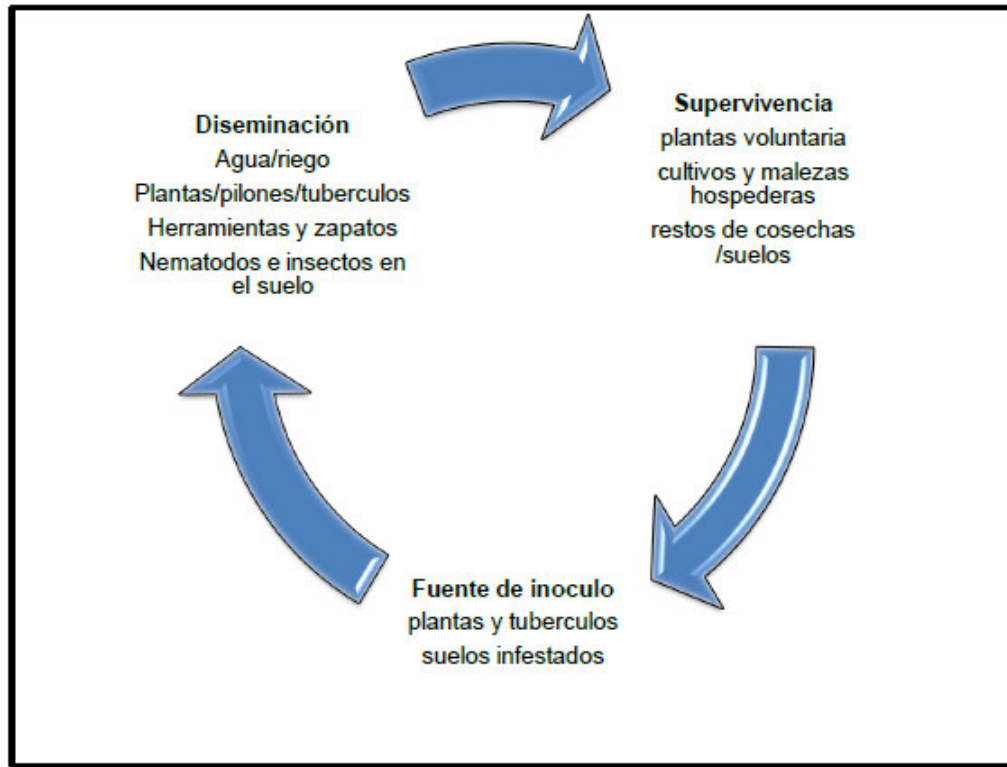 Diseminación
Agua/riego
Plantas/pilones/tuberculos
Herramientas y zapatos
Nematodos e insectos en
el suelo
Supervivencia
plantas voluntaria
cultivos y malezas
hospederas
restos de cosechas
/suelos
Fuente de inoculo
plantas y tuberculos
suelos infestados